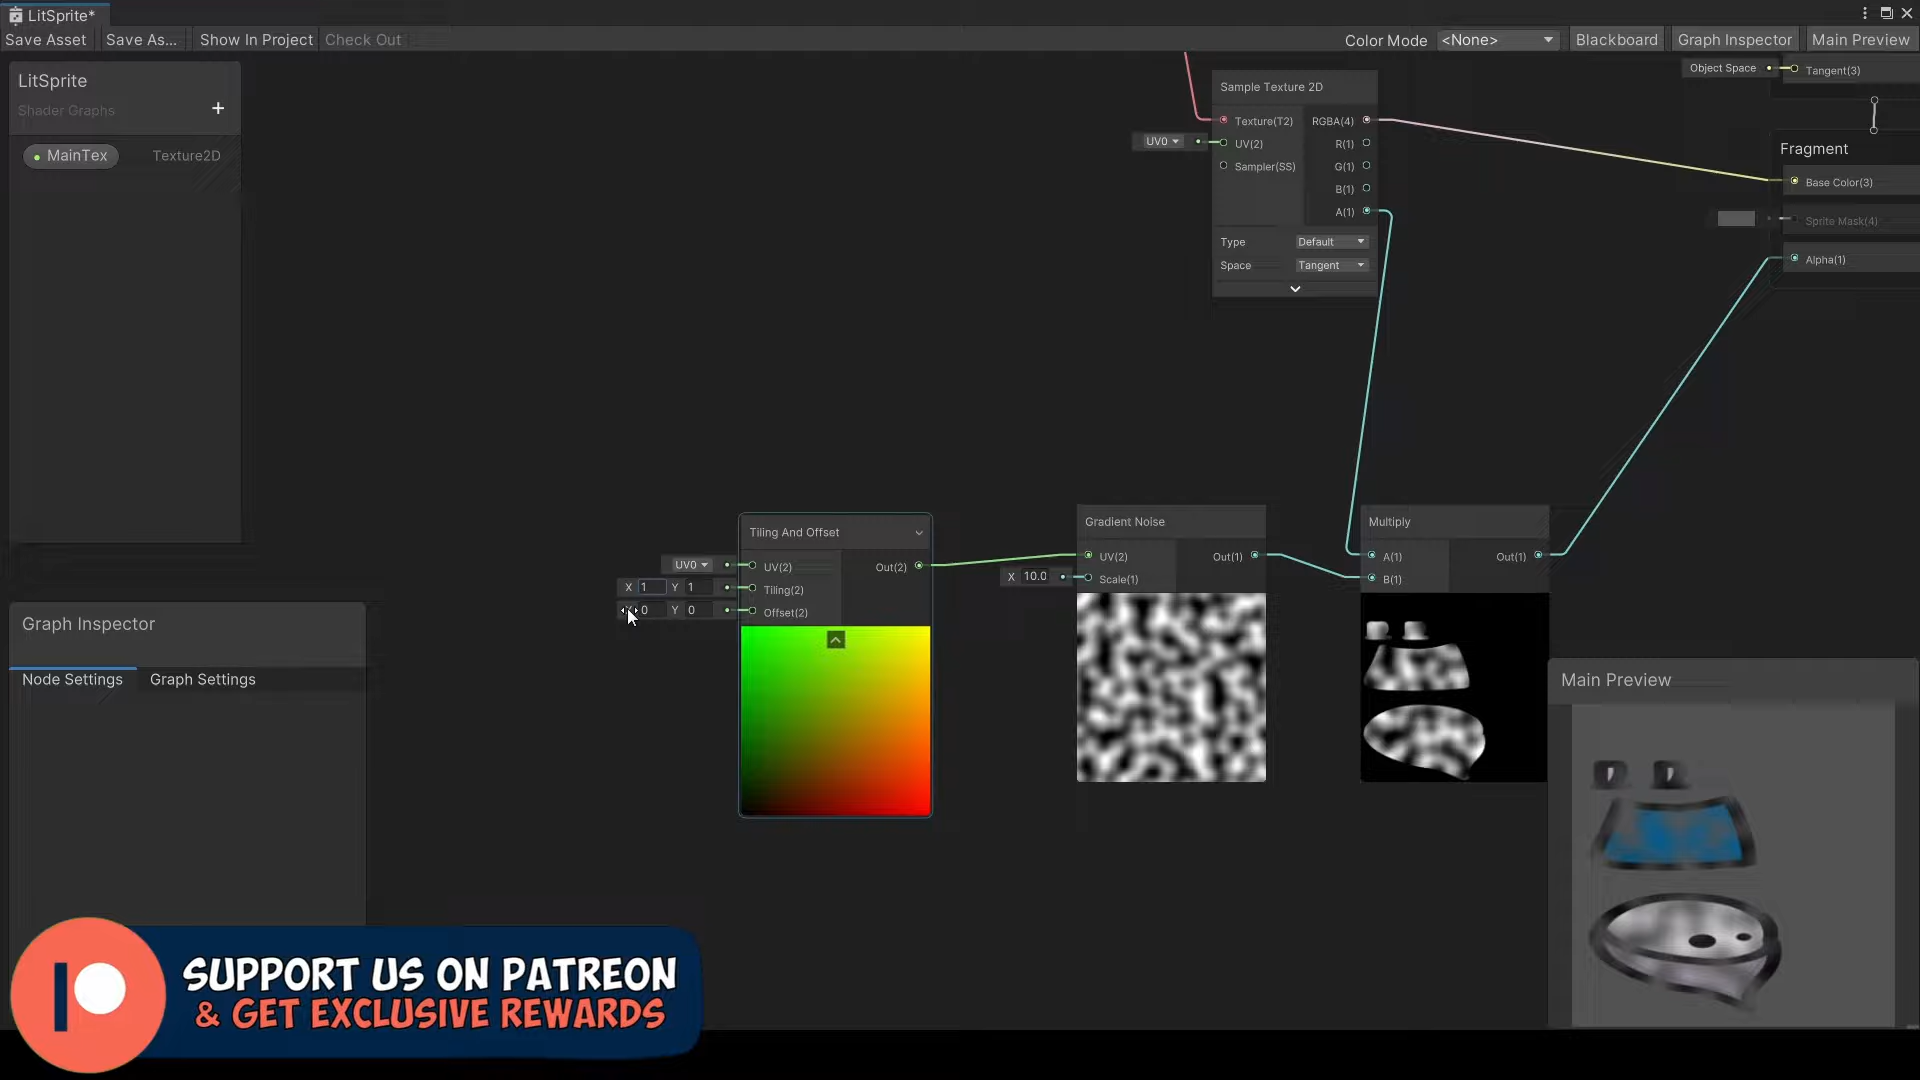 LitSprite*
Save Asset Save As... Show In Project Check Out Color Mode <None> Blackboard Graph Inspector Main Preview
LitSprite
Shader Graphs
+
MainTex Texture2D
Sample Texture 2D
Texture(T2) RGBA(4)
UV0 UV(2) R(1)
Sampler(SS) G(1)
B(1)
A(1)
Type Default
Space Tangent
Object Space Tangent(3)
Fragment
Base Color(3)
Sprite Mask(4)
Alpha(1)
Tiling And Offset
UV0 UV(2) Out(2)
X 1 Y 1 Tiling(2)
0 Y 0 Offset(2)
Gradient Noise
UV(2) Out(1)
X 10.0 Scale(1)
Multiply
A(1) Out(1)
B(1)
Graph Inspector
Node Settings Graph Settings
Main Preview
SUPPORT US ON PATREON
& GET EXCLUSIVE REWARDS